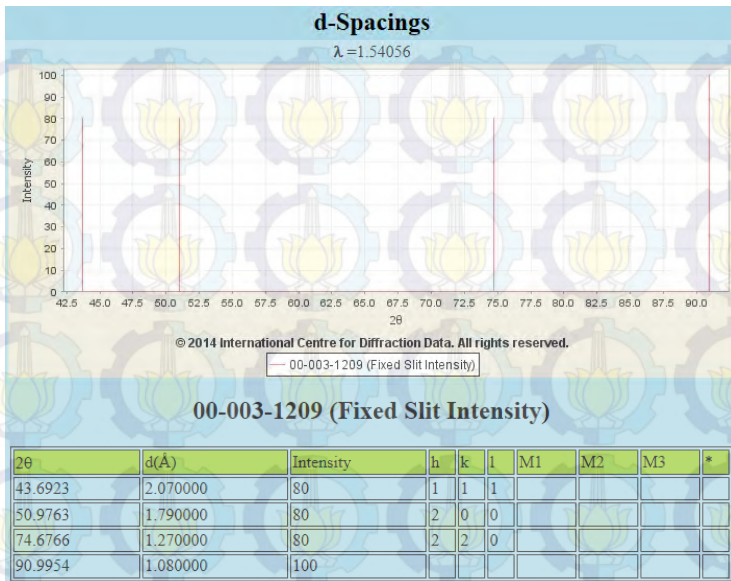 d-Spacings
λ =1.54056
100
90
80
70
60
50
40
30
20
10
0
Intensity
42.5 45.0 47.5 50.0 52.5 55.0 57.5 60.0 62.5 65.0 67.5 70.0 72.5 75.0 77.5 80.0 82.5 85.0 87.5 90.0
2θ
© 2014 International Centre for Diffraction Data. All rights reserved.
00-003-1209 (Fixed Slit Intensity)
00-003-1209 (Fixed Slit Intensity)
2θ d(Å) Intensity h k l M1 M2 M3 *
43.6923 2.070000 80 1 1 1
50.9763 1.790000 80 2 0 0
74.6766 1.270000 80 2 2 0
90.9954 1.080000 100